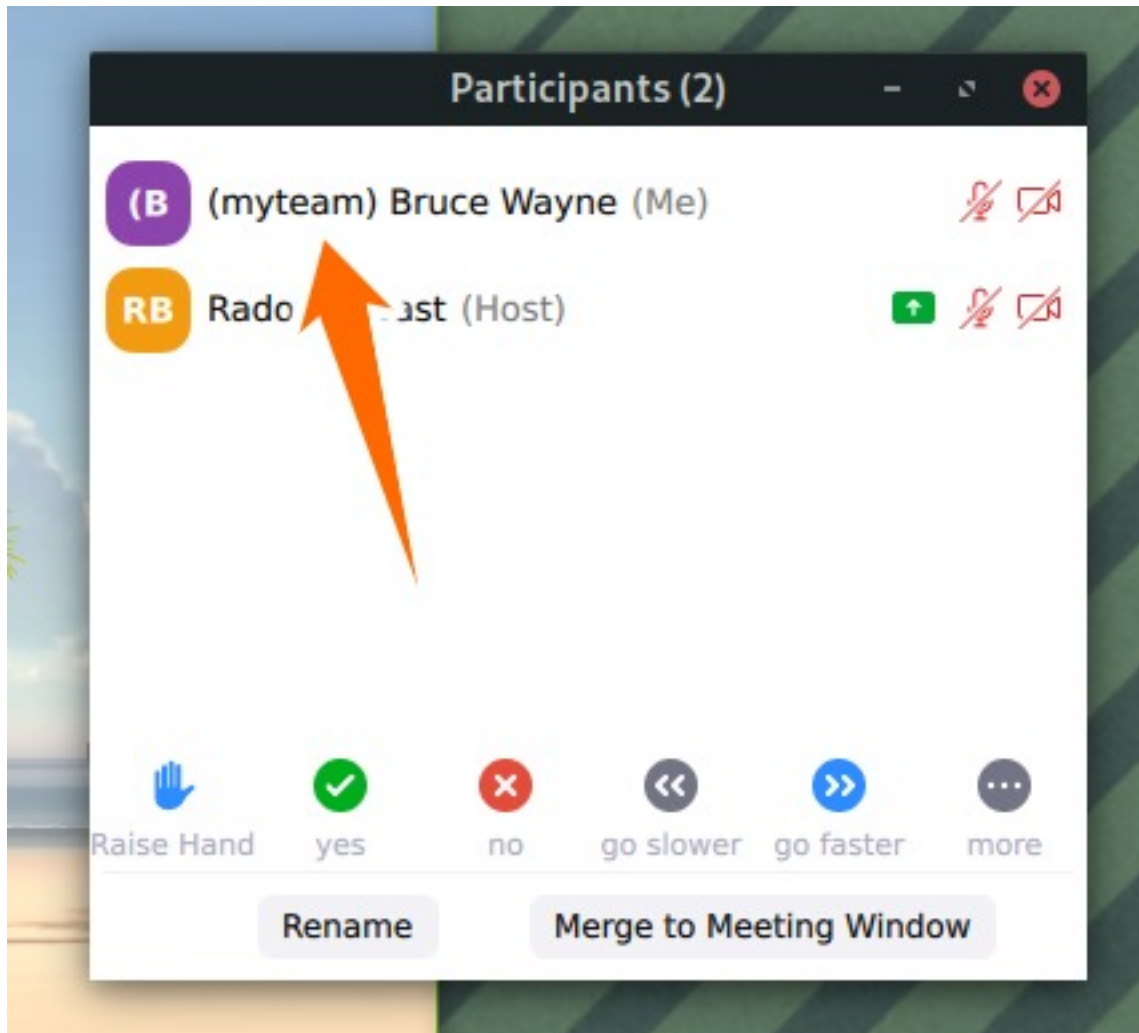 Participants (2)
(B (myteam) Bruce Wayne (Me)
RB (Host)
Raise Hand yes no go slower go faster more
Rename Merge to Meeting Window